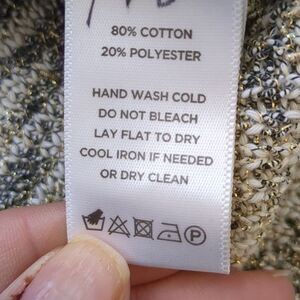 80% COTTON
20% POLYESTER
HAND WASH COLD
DO NOT BLEACH
LAY FLAT TO DRY
COOL IRON IF NEEDED
OR DRY CLEAN
P